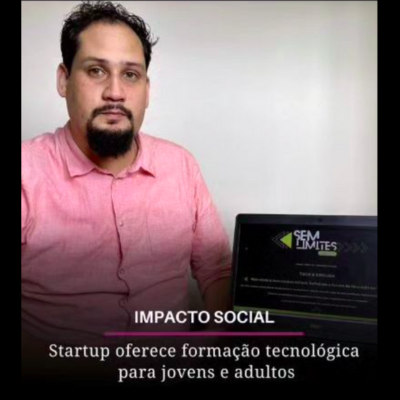 SEM
LIMITES
IMPACTO SOCIAL
Startup oferece formação tecnológica
para jovens e adultos